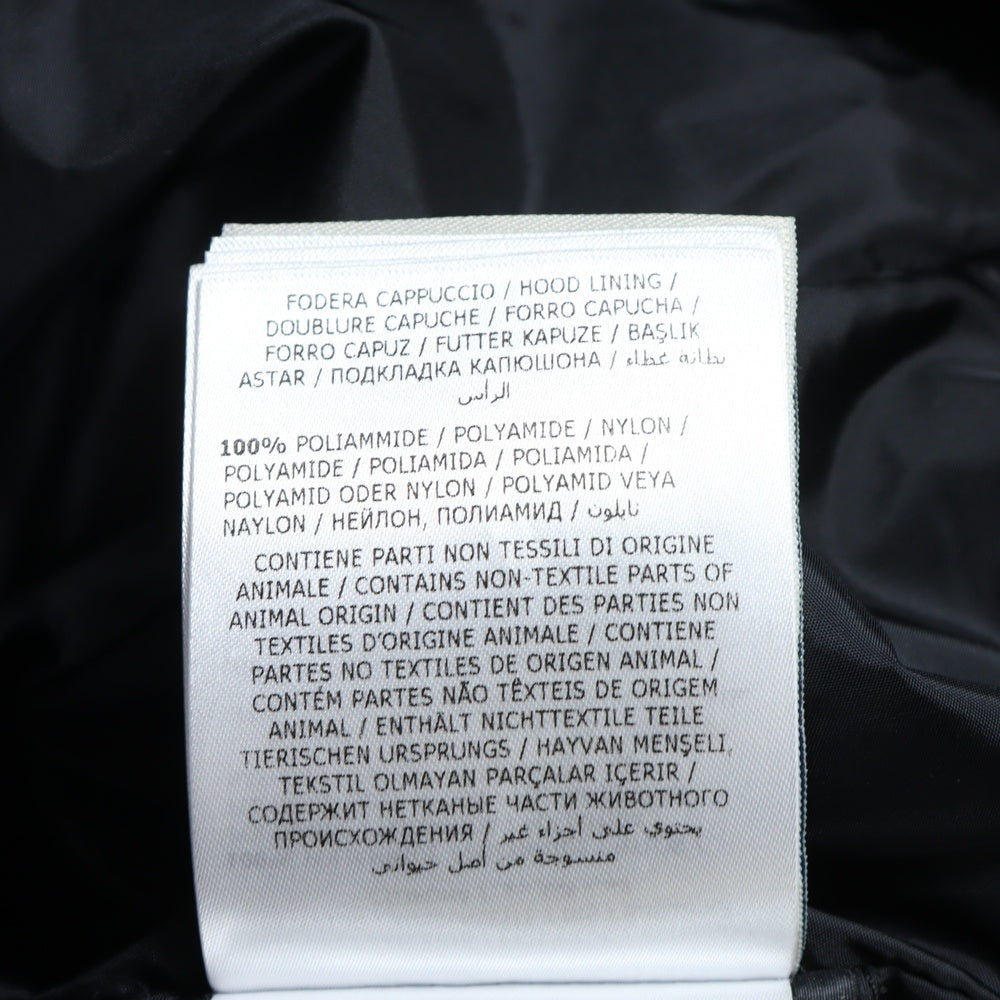 FODERA CAPPUCCIO / HOOD LINING /
DOUBLURE CAPUCHE / FORRO CAPUCHA /
FORRO CAPUZ / FUTTER KAPUZE / BAŞLIK
ASTAR / ПОДКЛАДКА КАПЮШОНА / بطانة غطاء
الرأس
100% POLIAMMIDE / POLYAMIDE / NYLON /
POLYAMIDE / POLIAMIDA / POLIAMIDA /
POLYAMID ODER NYLON / POLYAMID VEYA
NAYLON / НЕЙЛОН, ПОЛИАМИД / نايلون
CONTIENE PARTI NON TESSILI DI ORIGINE
ANIMALE / CONTAINS NON-TEXTILE PARTS OF
ANIMAL ORIGIN / CONTIENT DES PARTIES NON
TEXTILES D'ORIGINE ANIMALE / CONTIENE
PARTES NO TEXTILES DE ORIGEN ANIMAL /
CONTÉM PARTES NÃO TÊXTEIS DE ORIGEM
ANIMAL / ENTHÄLT NICHTTEXTILE TEILE
TIERISCHEN URSPRUNGS / HAYVAN MENŞELI,
TEKSTIL OLMAYAN PARÇALAR IÇERIR /
СОДЕРЖИТ НЕТКАНЫЕ ЧАСТИ ЖИВОТНОГО
ПРОИСХОЖДЕНИЯ / يحتوي على أجزاء غير
منسوجة من أصل حيواني